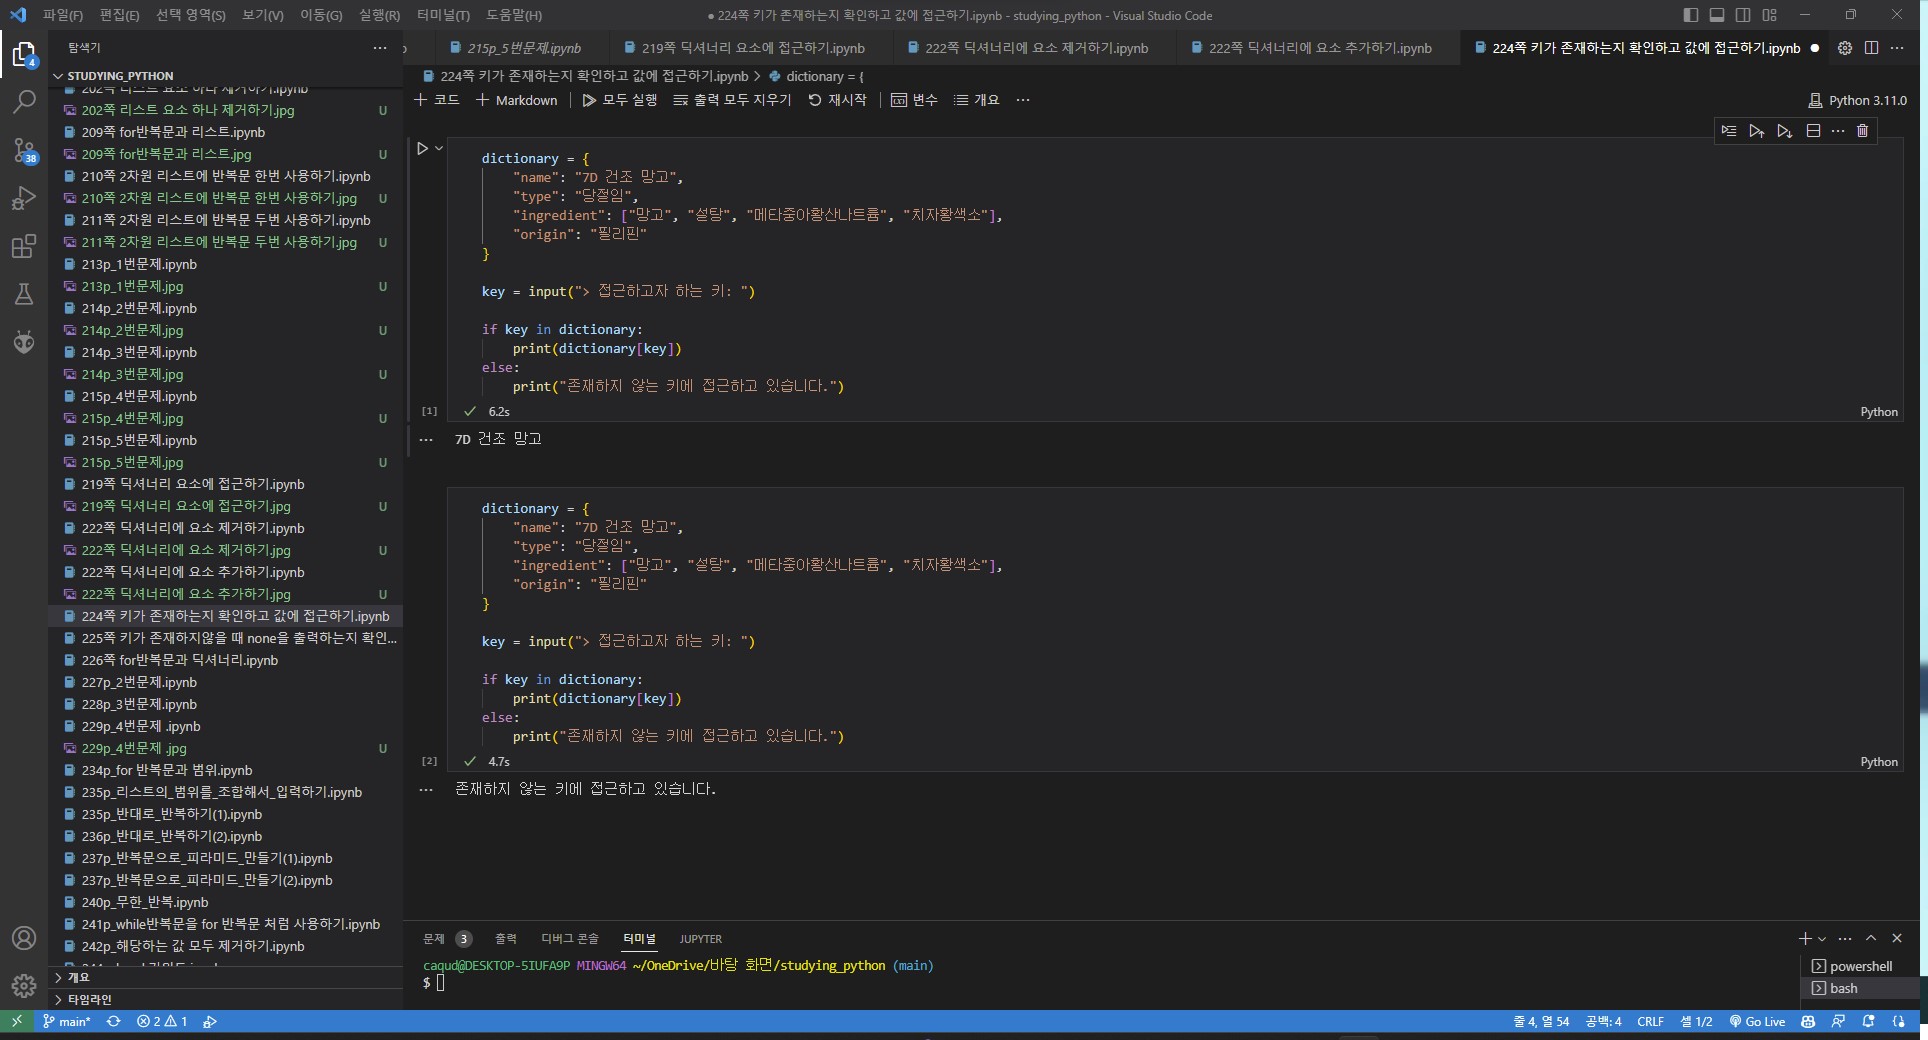 파일(F) 편집(E) 선택 영역(S) 보기(V) 이동(G) 실행(R) 터미널(T) 도움말(H)
● 224쪽 키가 존재하는지 확인하고 값에 접근하기.ipynb - studying_python - Visual Studio Code
탐색기
215p_5번문제.ipynb
219쪽 딕셔너리 요소에 접근하기.ipynb
222쪽 딕셔너리에 요소 제거하기.ipynb
222쪽 딕셔너리에 요소 추가하기.ipynb
224쪽 키가 존재하는지 확인하고 값에 접근하기.ipynb
224쪽 키가 존재하는지 확인하고 값에 접근하기.ipynb > dictionary = {
+ 코드 + Markdown 모두 실행 출력 모두 지우기 재시작 변수 개요 ...
Python 3.11.0
STUDYING_PYTHON
202쪽 리스트 요소 하나 제거하기.ipynb
202쪽 리스트 요소 하나 제거하기.jpg U
209쪽 for반복문과 리스트.ipynb
209쪽 for반복문과 리스트.jpg U
210쪽 2차원 리스트에 반복문 한번 사용하기.ipynb
210쪽 2차원 리스트에 반복문 한번 사용하기.jpg U
211쪽 2차원 리스트에 반복문 두번 사용하기.ipynb
211쪽 2차원 리스트에 반복문 두번 사용하기.jpg U
213p_1번문제.ipynb
213p_1번문제.jpg U
214p_2번문제.ipynb
214p_2번문제.jpg U
214p_3번문제.ipynb
214p_3번문제.jpg U
215p_4번문제.ipynb
215p_4번문제.jpg U
215p_5번문제.ipynb
215p_5번문제.jpg U
219쪽 딕셔너리 요소에 접근하기.ipynb
219쪽 딕셔너리 요소에 접근하기.jpg U
222쪽 딕셔너리에 요소 제거하기.ipynb
222쪽 딕셔너리에 요소 제거하기.jpg U
222쪽 딕셔너리에 요소 추가하기.ipynb
222쪽 딕셔너리에 요소 추가하기.jpg U
224쪽 키가 존재하는지 확인하고 값에 접근하기.ipynb
225쪽 키가 존재하지않을 때 none을 출력하는지 확인...
226쪽 for반복문과 딕셔너리.ipynb
227p_2번문제.ipynb
228p_3번문제.ipynb
229p_4번문제 .ipynb
229p_4번문제 .jpg U
234p_for 반복문과 범위.ipynb
235p_리스트의_범위를_조합해서_입력하기.ipynb
235p_반대로_반복하기(1).ipynb
236p_반대로_반복하기(2).ipynb
237p_반복문으로_피라미드_만들기(1).ipynb
237p_반복문으로_피라미드_만들기(2).ipynb
240p_무한_반복.ipynb
241p_while반복문을 for 반복문 처럼 사용하기.ipynb
242p_해당하는 값 모두 제거하기.ipynb
개요
타임라인
4
38
dictionary = {
"name": "7D 건조 망고",
"type": "당절임",
"ingredient": ["망고", "설탕", "메타중아황산나트륨", "치자황색소"],
"origin": "필리핀"
}
key = input("> 접근하고자 하는 키: ")
if key in dictionary:
print(dictionary[key])
else:
print("존재하지 않는 키에 접근하고 있습니다.")
[1] 6.2s Python
7D 건조 망고
dictionary = {
"name": "7D 건조 망고",
"type": "당절임",
"ingredient": ["망고", "설탕", "메타중아황산나트륨", "치자황색소"],
"origin": "필리핀"
}
key = input("> 접근하고자 하는 키: ")
if key in dictionary:
print(dictionary[key])
else:
print("존재하지 않는 키에 접근하고 있습니다.")
[2] 4.7s Python
존재하지 않는 키에 접근하고 있습니다.
문제 3 출력 디버그 콘솔 터미널 JUPYTER
caqud@DESKTOP-5IUFA9P MINGW64 ~/OneDrive/바탕 화면/studying_python (main)
$
powershell
bash
main* 2 1
줄 4, 열 54 공백: 4 CRLF 셀 1/2 Go Live